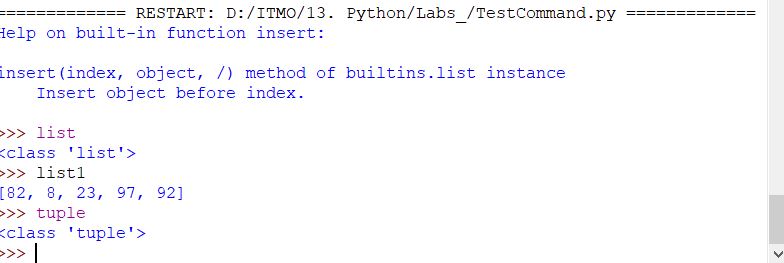 ============= RESTART: D:/ITMO/13. Python/Labs_/TestCommand.py =============
Help on built-in function insert:
insert(index, object, /) method of builtins.list instance
    Insert object before index.
>>> list
<class 'list'>
>>> list1
[82, 8, 23, 97, 92]
>>> tuple
<class 'tuple'>
>>>